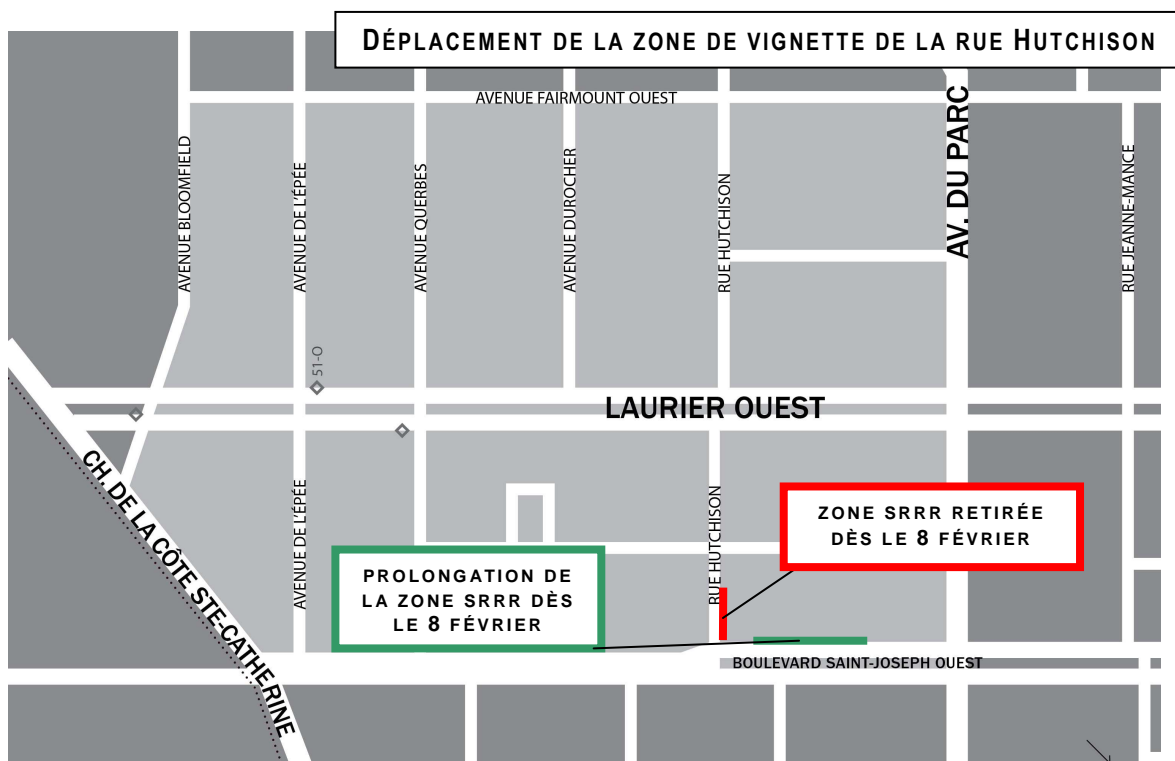 DÉPLACEMENT DE LA ZONE DE VIGNETTE DE LA RUE HUTCHISON
AVENUE FAIRMOUNT OUEST
AVENUE BLOOMFIELD
AVENUE DE L'ÉPÉE
AVENUE QUERBES
AVENUE DUROCHER
RUE HUTCHISON
AV. DU PARC
RUE JEANNE-MANCE
51-O
LAURIER OUEST
CH. DE LA CÔTE STE-CATHERINE
AVENUE DE L'ÉPÉE
RUE HUTCHISON
ZONE SRRR RETIRÉE
DÈS LE 8 FÉVRIER
PROLONGATION DE
LA ZONE SRRR DÈS
LE 8 FÉVRIER
BOULEVARD SAINT-JOSEPH OUEST